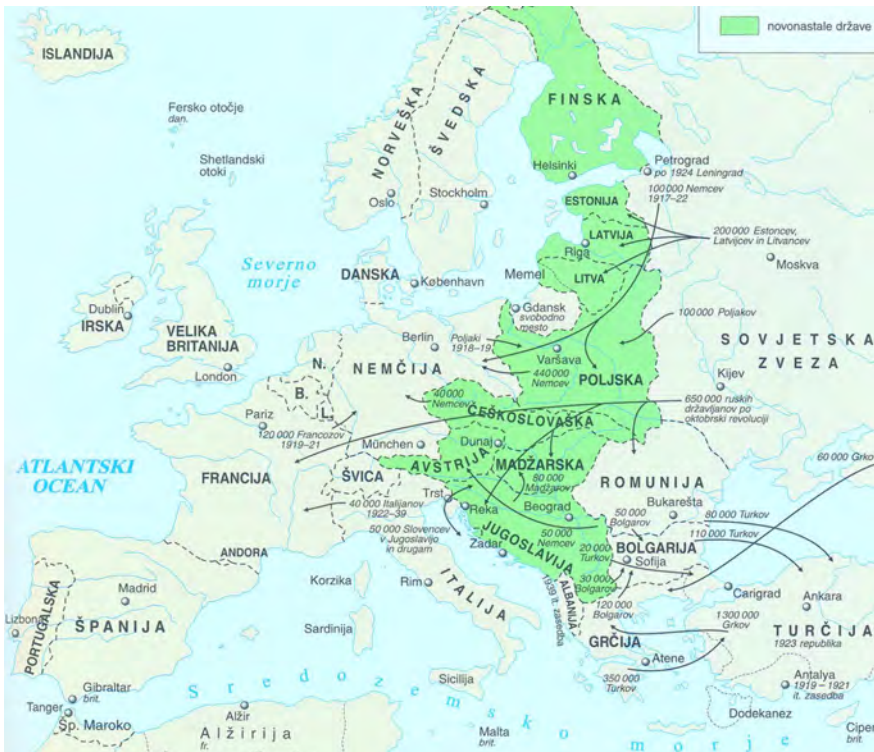 novonastale države
ISLANDIJA
Fersko otočje
dan.
Shetlandski
otoki
NORVEŠKA
ŠVEDSKA
FINSKA
Helsinki
Petrograd
po 1924 Leningrad
100 000 Nemcev
1917–22
Oslo
Stockholm
ESTONIJA
LATVIJA
Riga
LITVA
200 000 Estoncev,
Latvijcev in Litvancev
Moskva
Severno
morje
DANSKA
København
Memel
Gdansk
svobodno
mesto
Dublin
IRSKA
VELIKA
BRITANIJA
London
Berlin
Poljaki
1918–19
Varšava
100 000 Poljakov
SOVJETSKA
ZVEZA
N.
B.
L.
NEMČIJA
440 000
Nemcev
POLJSKA
Kijev
40 000
Nemcev
650 000 ruskih
državljanov po
oktobrski revoluciji
Pariz
120 000 Francozov
1919–21
ČEŠKOSLOVAŠKA
München
Dunaj
ATLANTSKI
OCEAN
FRANCIJA
ŠVICA
AVSTRIJA
MADŽARSKA
50 000
Madžarov
ROMUNIJA
60 000 Grko
Trst
Reka
40 000 Italijanov
1922–39
Beograd
Bukarešta
50 000
Bolgarov
80 000 Turkov
50 000 Slovencev
v Jugoslavijo
in drugam
JUGOSLAVIJA
50 000
Nemcev
20 000
Turkov
BOLGARIJA
110 000 Turkov
Zadar
Sofija
ANDORA
30 000
Bolgarov
Korzika
Rim
ITALIJA
ALBANIJA
1939 it. zasedba
120 000
Bolgarov
Carigrad
Ankara
Madrid
PORTUGALSKA
Lizbona
ŠPANIJA
Sardinija
GRČIJA
1300 000
Grkov
TURČIJA
1923 republika
Atene
350 000
Turkov
Antalya
1919 – 1921
it. zasedba
Sicilija
Gibraltar
brit.
Tanger
Šp. Maroko
Alžir
Alžirija
fr.
Sredozemsko morje
Malta
brit.
Dodekanez
Ciper
brit.